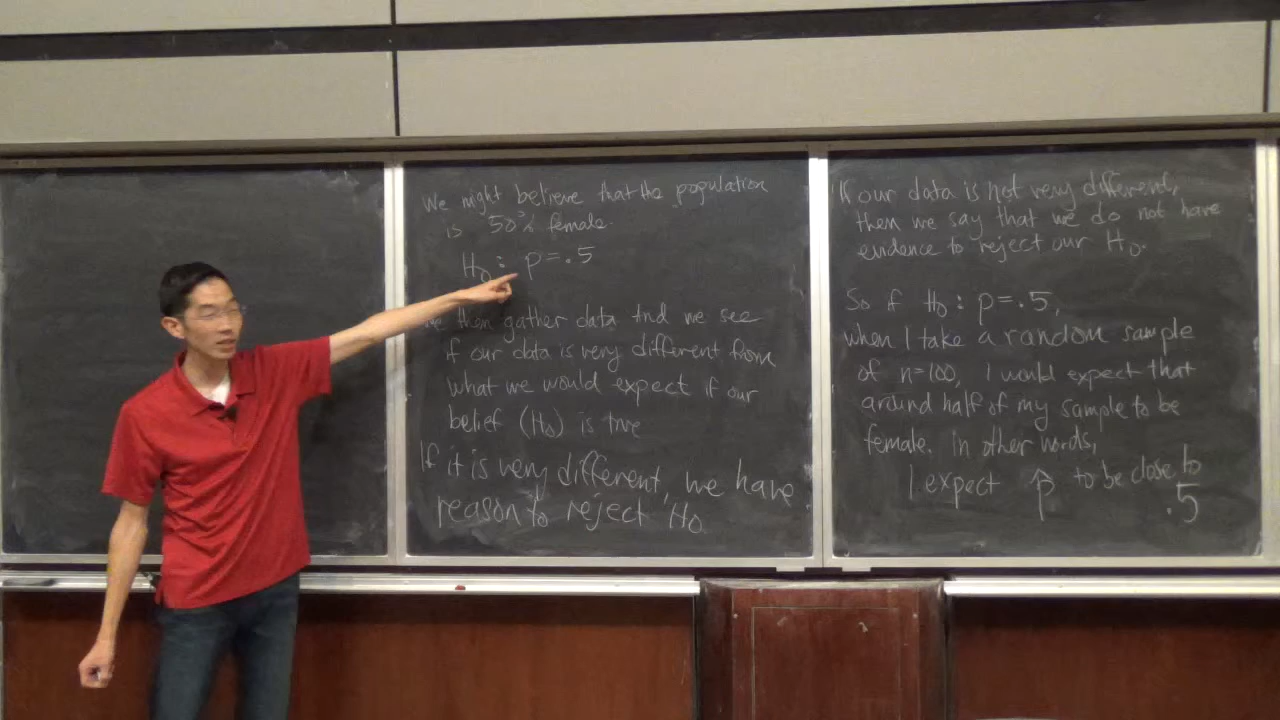 We might believe that the population
is 50% female.
H0: p=.5
We then gather data and we see
if our data is very different from
what we would expect if our
belief (H0) is true
If it is very different, we have
reason to reject H0
If our data is not very different,
then we say that we do not have
evidence to reject our H0.
So if H0: p=.5,
when I take a random sample
of n=100, I would expect that
around half of my sample to be
female. in other words,
I expect p̂ to be close to
.5